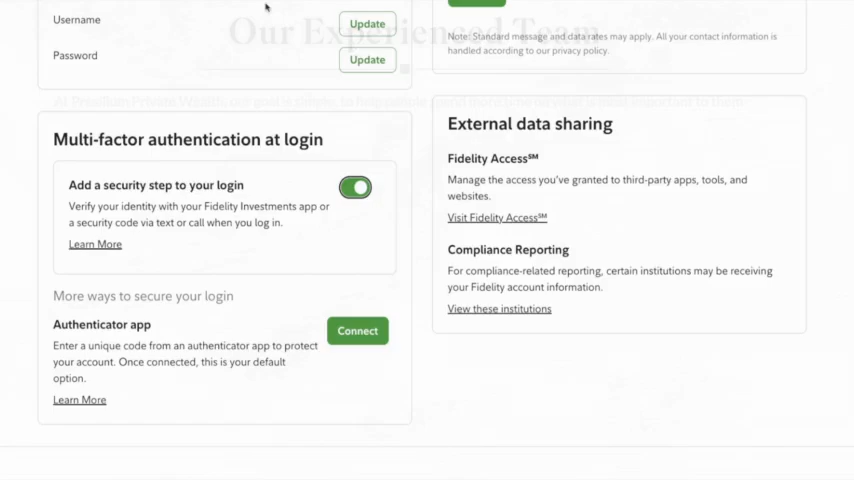 Our Experienced Team
Username
Update
Password
Update
Note: Standard message and data rates may apply. All your contact information is
handled according to our privacy policy.
Multi-factor authentication at login
Add a security step to your login
Verify your identity with your Fidelity Investments app or
a security code via text or call when you log in.
Learn More
More ways to secure your login
Authenticator app
Connect
Enter a unique code from an authenticator app to protect
your account. Once connected, this is your default
option.
Learn More
External data sharing
Fidelity Access℠
Manage the access you've granted to third-party apps, tools, and
websites.
Visit Fidelity Access℠
Compliance Reporting
For compliance-related reporting, certain institutions may be receiving
your Fidelity account information.
View these institutions